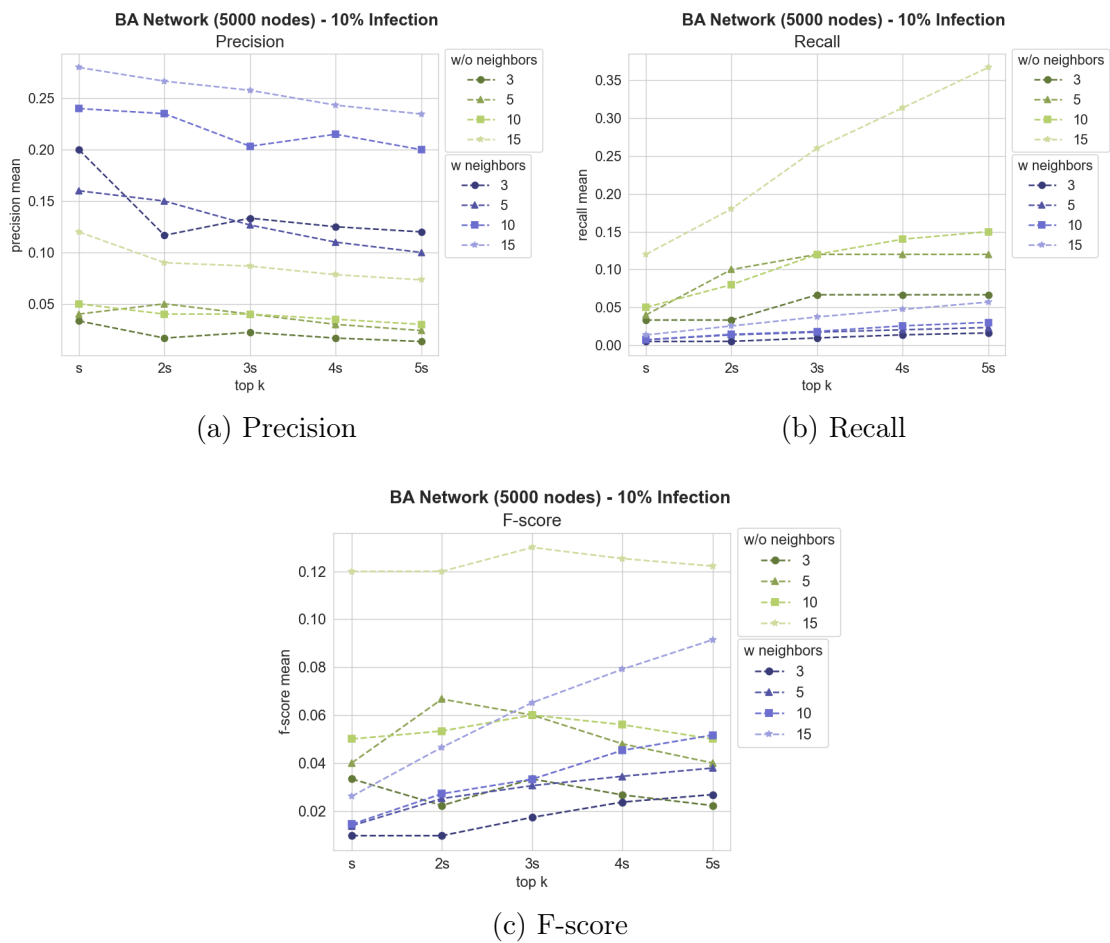 BA Network (5000 nodes) - 10% Infection
Precision
precision mean
0.25
0.20
0.15
0.10
0.05
s 2s 3s 4s 5s
top k
w/o neighbors
3
5
10
15
w neighbors
3
5
10
15
(a) Precision
BA Network (5000 nodes) - 10% Infection
Recall
recall mean
0.35
0.30
0.25
0.20
0.15
0.10
0.05
0.00
s 2s 3s 4s 5s
top k
w/o neighbors
3
5
10
15
w neighbors
3
5
10
15
(b) Recall
BA Network (5000 nodes) - 10% Infection
F-score
f-score mean
0.12
0.10
0.08
0.06
0.04
0.02
s 2s 3s 4s 5s
top k
w/o neighbors
3
5
10
15
w neighbors
3
5
10
15
(c) F-score